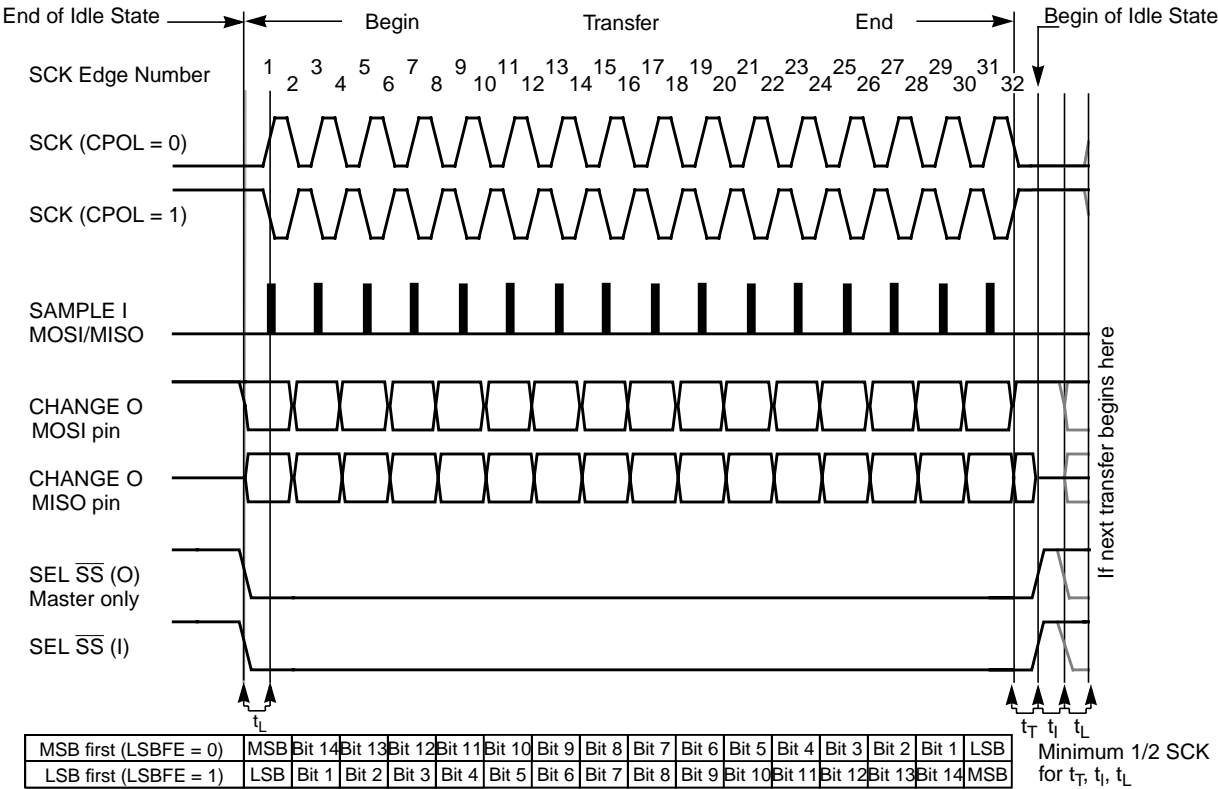 End of Idle State
Begin
Transfer
End
Begin of Idle State
SCK Edge Number
1 3 5 7 9 11 13 15 17 19 21 23 25 27 29 31
2 4 6 8 10 12 14 16 18 20 22 24 26 28 30 32
SCK (CPOL = 0)
SCK (CPOL = 1)
SAMPLE I
MOSI/MISO
CHANGE O
MOSI pin
CHANGE O
MISO pin
SEL S̅S̅ (O)
Master only
SEL S̅S̅ (I)
If next transfer begins here
tL
tT tI tL
MSB first (LSBFE = 0) MSB Bit 14 Bit 13 Bit 12 Bit 11 Bit 10 Bit 9 Bit 8 Bit 7 Bit 6 Bit 5 Bit 4 Bit 3 Bit 2 Bit 1 LSB
LSB first (LSBFE = 1) LSB Bit 1 Bit 2 Bit 3 Bit 4 Bit 5 Bit 6 Bit 7 Bit 8 Bit 9 Bit 10 Bit 11 Bit 12 Bit 13 Bit 14 MSB
Minimum 1/2 SCK
for tT, tI, tL